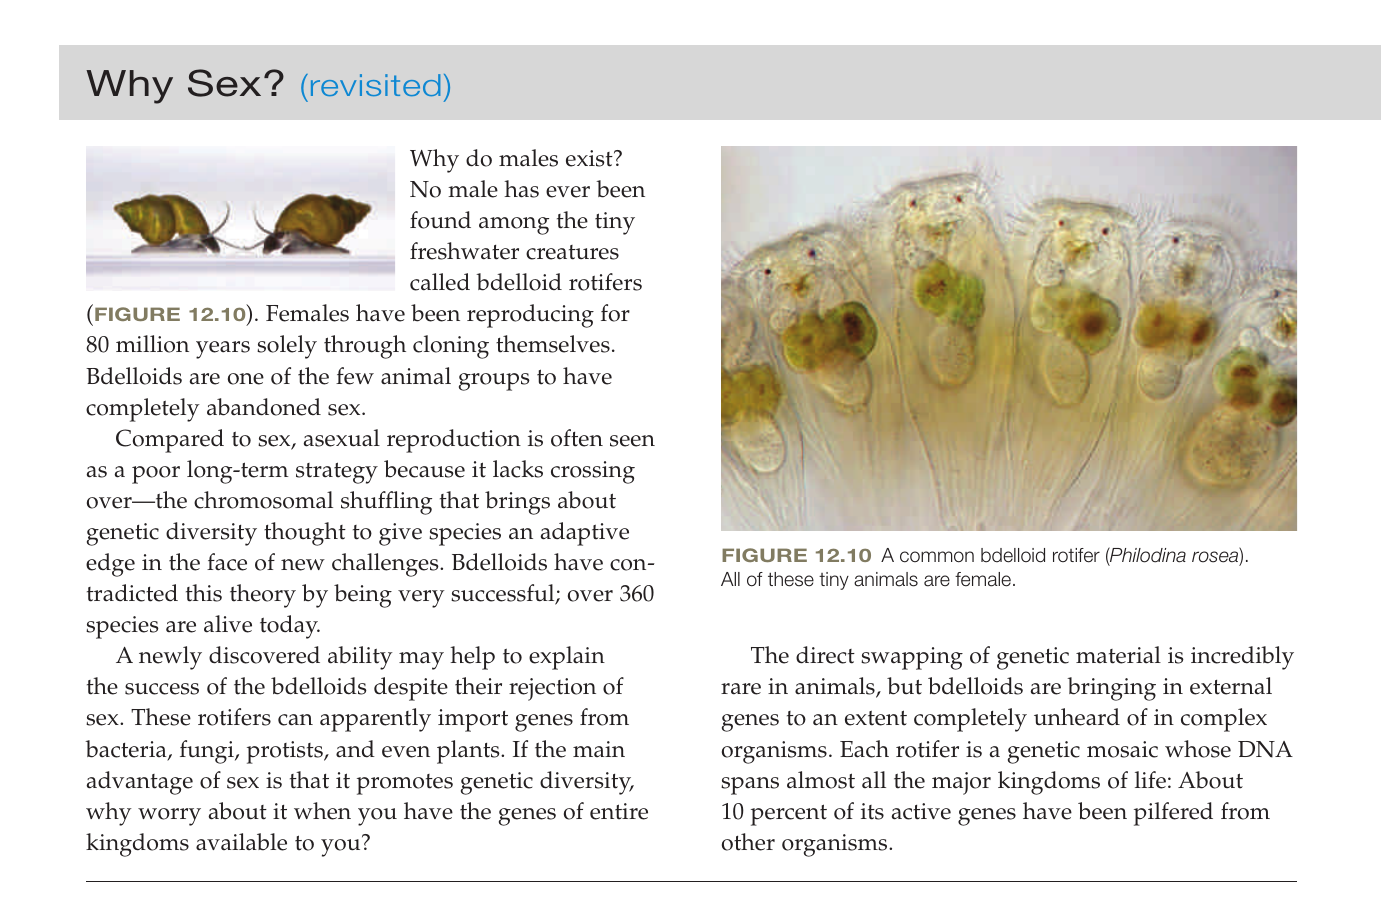 Why Sex? (revisited)
Why do males exist?
No male has ever been
found among the tiny
freshwater creatures
called bdelloid rotifers
(FIGURE 12.10). Females have been reproducing for
80 million years solely through cloning themselves.
Bdelloids are one of the few animal groups to have
completely abandoned sex.
Compared to sex, asexual reproduction is often seen
as a poor long-term strategy because it lacks crossing
over—the chromosomal shuffling that brings about
genetic diversity thought to give species an adaptive
edge in the face of new challenges. Bdelloids have con-
tradicted this theory by being very successful; over 360
species are alive today.
A newly discovered ability may help to explain
the success of the bdelloids despite their rejection of
sex. These rotifers can apparently import genes from
bacteria, fungi, protists, and even plants. If the main
advantage of sex is that it promotes genetic diversity,
why worry about it when you have the genes of entire
kingdoms available to you?
FIGURE 12.10 A common bdelloid rotifer (Philodina rosea).
All of these tiny animals are female.
The direct swapping of genetic material is incredibly
rare in animals, but bdelloids are bringing in external
genes to an extent completely unheard of in complex
organisms. Each rotifer is a genetic mosaic whose DNA
spans almost all the major kingdoms of life: About
10 percent of its active genes have been pilfered from
other organisms.